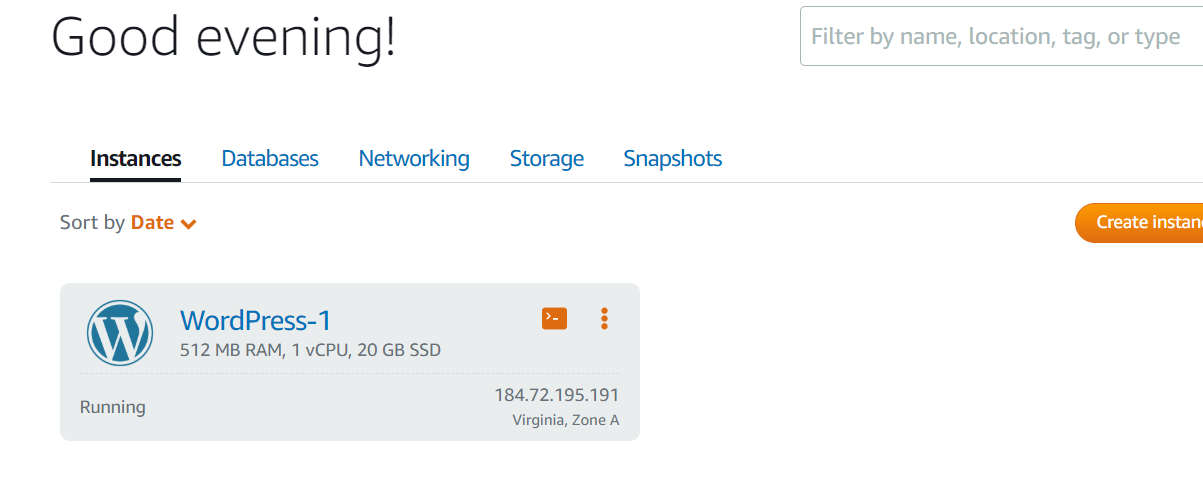 Good evening!
Filter by name, location, tag, or type
Instances Databases Networking Storage Snapshots
Sort by Date
Create instan
WordPress-1
512 MB RAM, 1 vCPU, 20 GB SSD
Running
184.72.195.191
Virginia, Zone A